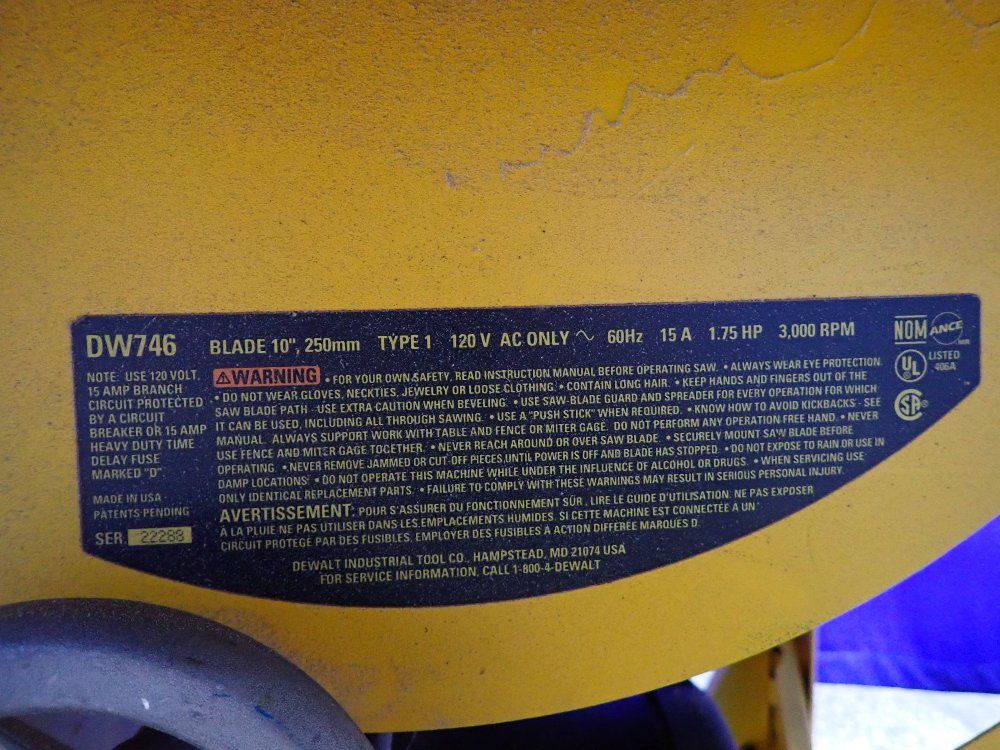 DW746 BLADE 10", 250mm TYPE 1 120 V AC ONLY ~ 60Hz 15 A 1.75 HP 3,000 RPM
NOTE: USE 120 VOLT,
15 AMP BRANCH
CIRCUIT PROTECTED
BY A CIRCUIT
BREAKER OR 15 AMP
HEAVY DUTY TIME
DELAY FUSE
MARKED "D".
MADE IN USA
PATENTS PENDING
SER. 22288
⚠WARNING • FOR YOUR OWN SAFETY, READ INSTRUCTION MANUAL BEFORE OPERATING SAW. • ALWAYS WEAR EYE PROTECTION.
• DO NOT WEAR GLOVES, NECKTIES, JEWELRY OR LOOSE CLOTHING. • CONTAIN LONG HAIR. • KEEP HANDS AND FINGERS OUT OF THE
SAW BLADE PATH - USE EXTRA CAUTION WHEN BEVELING. • USE SAW-BLADE GUARD AND SPREADER FOR EVERY OPERATION FOR WHICH
IT CAN BE USED, INCLUDING ALL THROUGH SAWING. • USE A "PUSH STICK" WHEN REQUIRED. • KNOW HOW TO AVOID KICKBACKS - SEE
MANUAL. ALWAYS SUPPORT WORK WITH TABLE AND FENCE OR MITER GAGE. DO NOT PERFORM ANY OPERATION FREE HAND. • NEVER
USE FENCE AND MITER GAGE TOGETHER. • NEVER REACH AROUND OR OVER SAW BLADE. • SECURELY MOUNT SAW BLADE BEFORE
OPERATING. • NEVER REMOVE JAMMED OR CUT-OFF PIECES UNTIL POWER IS OFF AND BLADE HAS STOPPED. • DO NOT EXPOSE TO RAIN OR USE IN
DAMP LOCATIONS. • DO NOT OPERATE THIS MACHINE WHILE UNDER THE INFLUENCE OF ALCOHOL OR DRUGS. • WHEN SERVICING USE
ONLY IDENTICAL REPLACEMENT PARTS. • FAILURE TO COMPLY WITH THESE WARNINGS MAY RESULT IN SERIOUS PERSONAL INJURY.
AVERTISSEMENT: POUR S'ASSURER DU FONCTIONNEMENT SÛR, LIRE LE GUIDE D'UTILISATION. NE PAS EXPOSER
À LA PLUIE NE PAS UTILISER DANS LES EMPLACEMENTS HUMIDES. SI CETTE MACHINE EST CONNECTEE A UN
CIRCUIT PROTEGE PAR DES FUSIBLES, EMPLOYER DES FUSIBLES À ACTION DIFFEREE MARQUES D.
DEWALT INDUSTRIAL TOOL CO., HAMPSTEAD, MD 21074 USA
FOR SERVICE INFORMATION, CALL 1-800-4-DEWALT
NOM ANCE
MR
UL LISTED
406A
SA